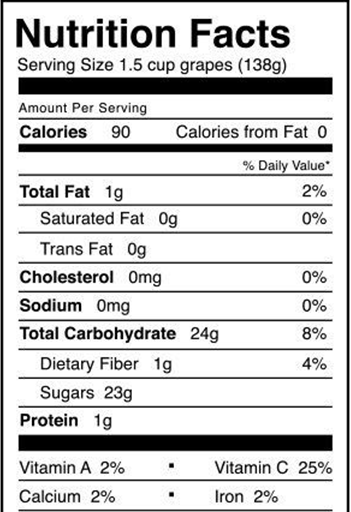 Nutrition Facts
Serving Size 1.5 cup grapes (138g)
Amount Per Serving
Calories 90 Calories from Fat 0
% Daily Value*
Total Fat 1g 2%
Saturated Fat 0g 0%
Trans Fat 0g
Cholesterol 0mg 0%
Sodium 0mg 0%
Total Carbohydrate 24g 8%
Dietary Fiber 1g 4%
Sugars 23g
Protein 1g
Vitamin A 2% ▪ Vitamin C 25%
Calcium 2% ▪ Iron 2%